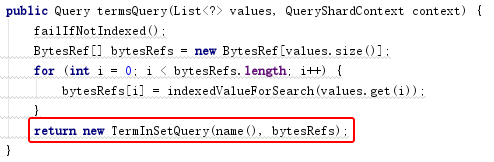 public Query termsQuery(List<?> values, QueryShardContext context) {
failIfNotIndexed();
BytesRef[] bytesRefs = new BytesRef[values.size()];
for (int i = 0; i < bytesRefs.length; i++) {
bytesRefs[i] = indexedValueForSearch(values.get(i));
}
return new TermInSetQuery(name(), bytesRefs);
}